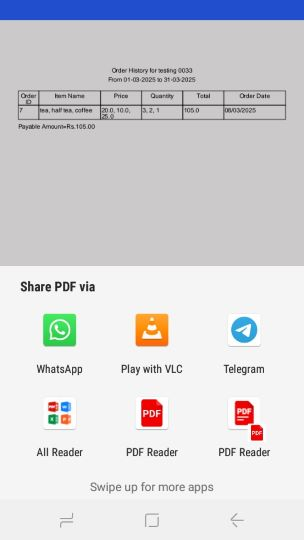 Order History for testing 0033
From 01-03-2025 to 31-03-2025
Order ID Item Name Price Quantity Total Order Date
7 tea, half tea, coffee 20.0, 10.0, 25.0 3, 2, 1 105.0 08/03/2025
Payable Amount=Rs.105.00
Share PDF via
WhatsApp Play with VLC Telegram
PDF
PDF
All Reader PDF Reader PDF Reader
Swipe up for more apps